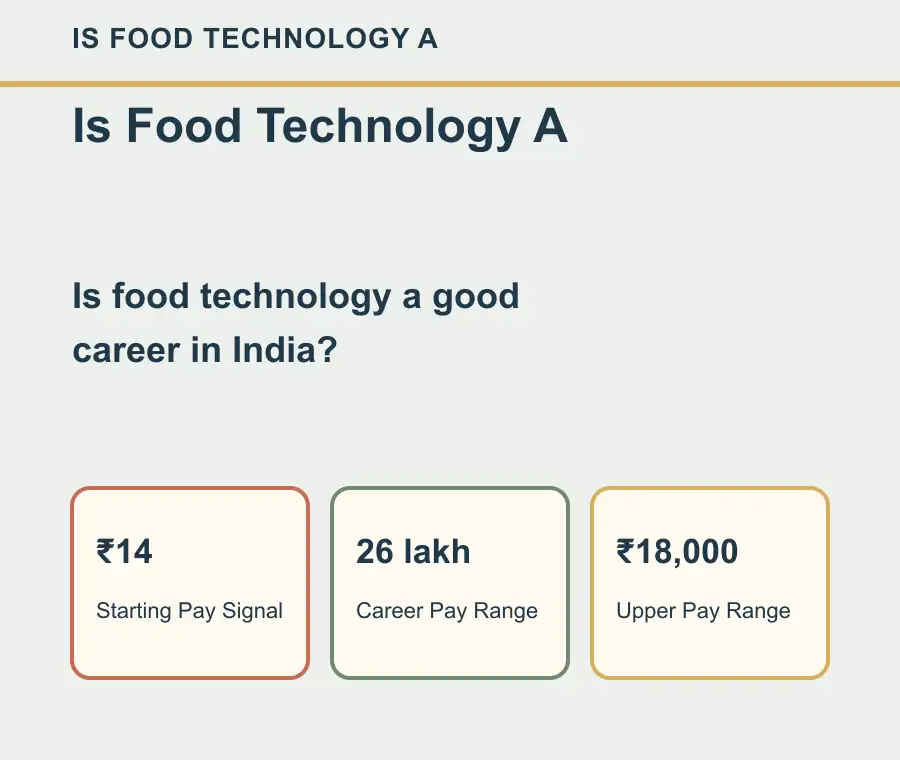 IS FOOD TECHNOLOGY A
Is Food Technology A
Is food technology a good
career in India?
₹14
Starting Pay Signal
26 lakh
Career Pay Range
₹18,000
Upper Pay Range